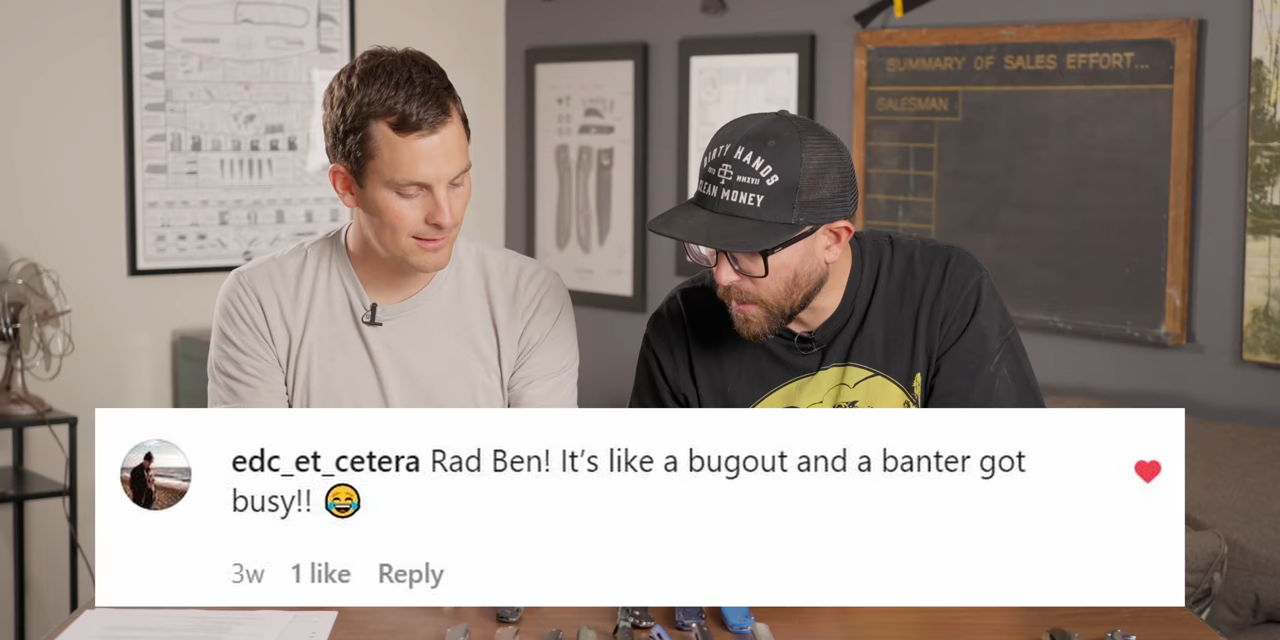 SUMMARY OF SALES EFFORT...
SALESMAN
DIRTY HANDS
MMXVII
CLEAN MONEY
edc_et_cetera Rad Ben! It’s like a bugout and a banter got
busy!! 😂
3w 1 like Reply